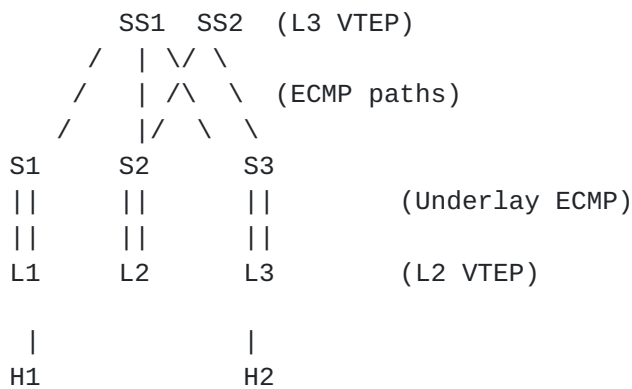 SS1 SS2 (L3 VTEP)
/ | \/ \
/ | /\ \ (ECMP paths)
/ |/ \ \
S1 S2 S3
|| || || (Underlay ECMP)
|| || ||
L1 L2 L3 (L2 VTEP)
| |
H1 H2